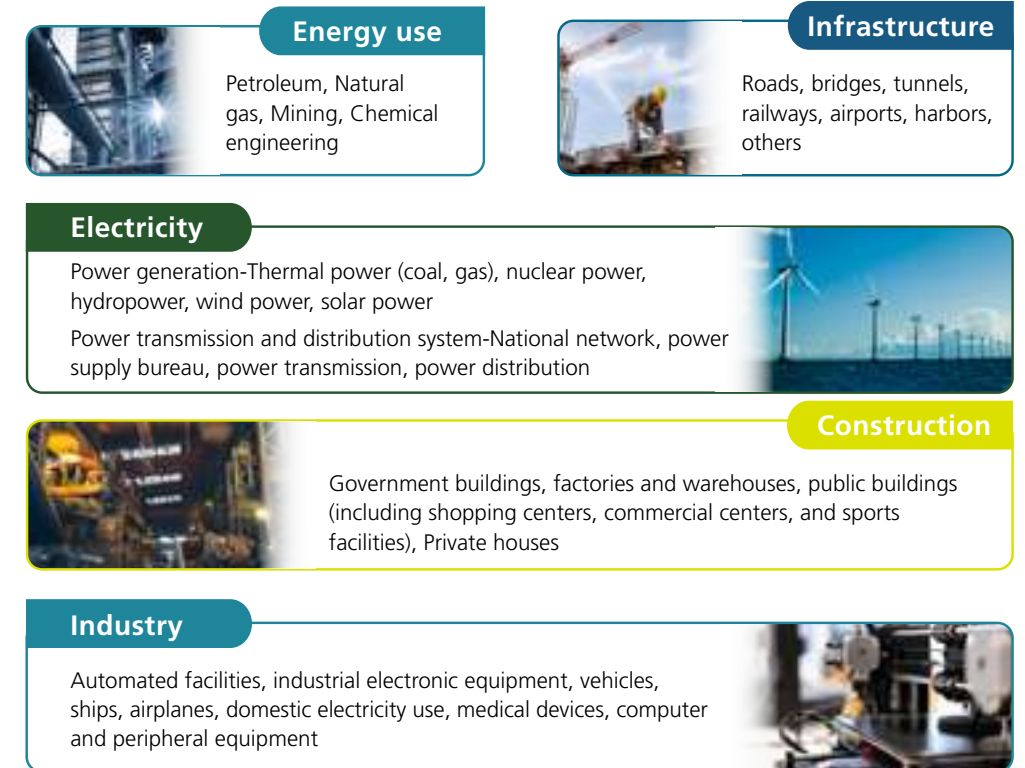 Energy use
Petroleum, Natural
gas, Mining, Chemical
engineering
Infrastructure
Roads, bridges, tunnels,
railways, airports, harbors,
others
Electricity
Power generation-Thermal power (coal, gas), nuclear power,
hydropower, wind power, solar power
Power transmission and distribution system-National network, power
supply bureau, power transmission, power distribution
Construction
Government buildings, factories and warehouses, public buildings
(including shopping centers, commercial centers, and sports
facilities), Private houses
Industry
Automated facilities, industrial electronic equipment, vehicles,
ships, airplanes, domestic electricity use, medical devices, computer
and peripheral equipment